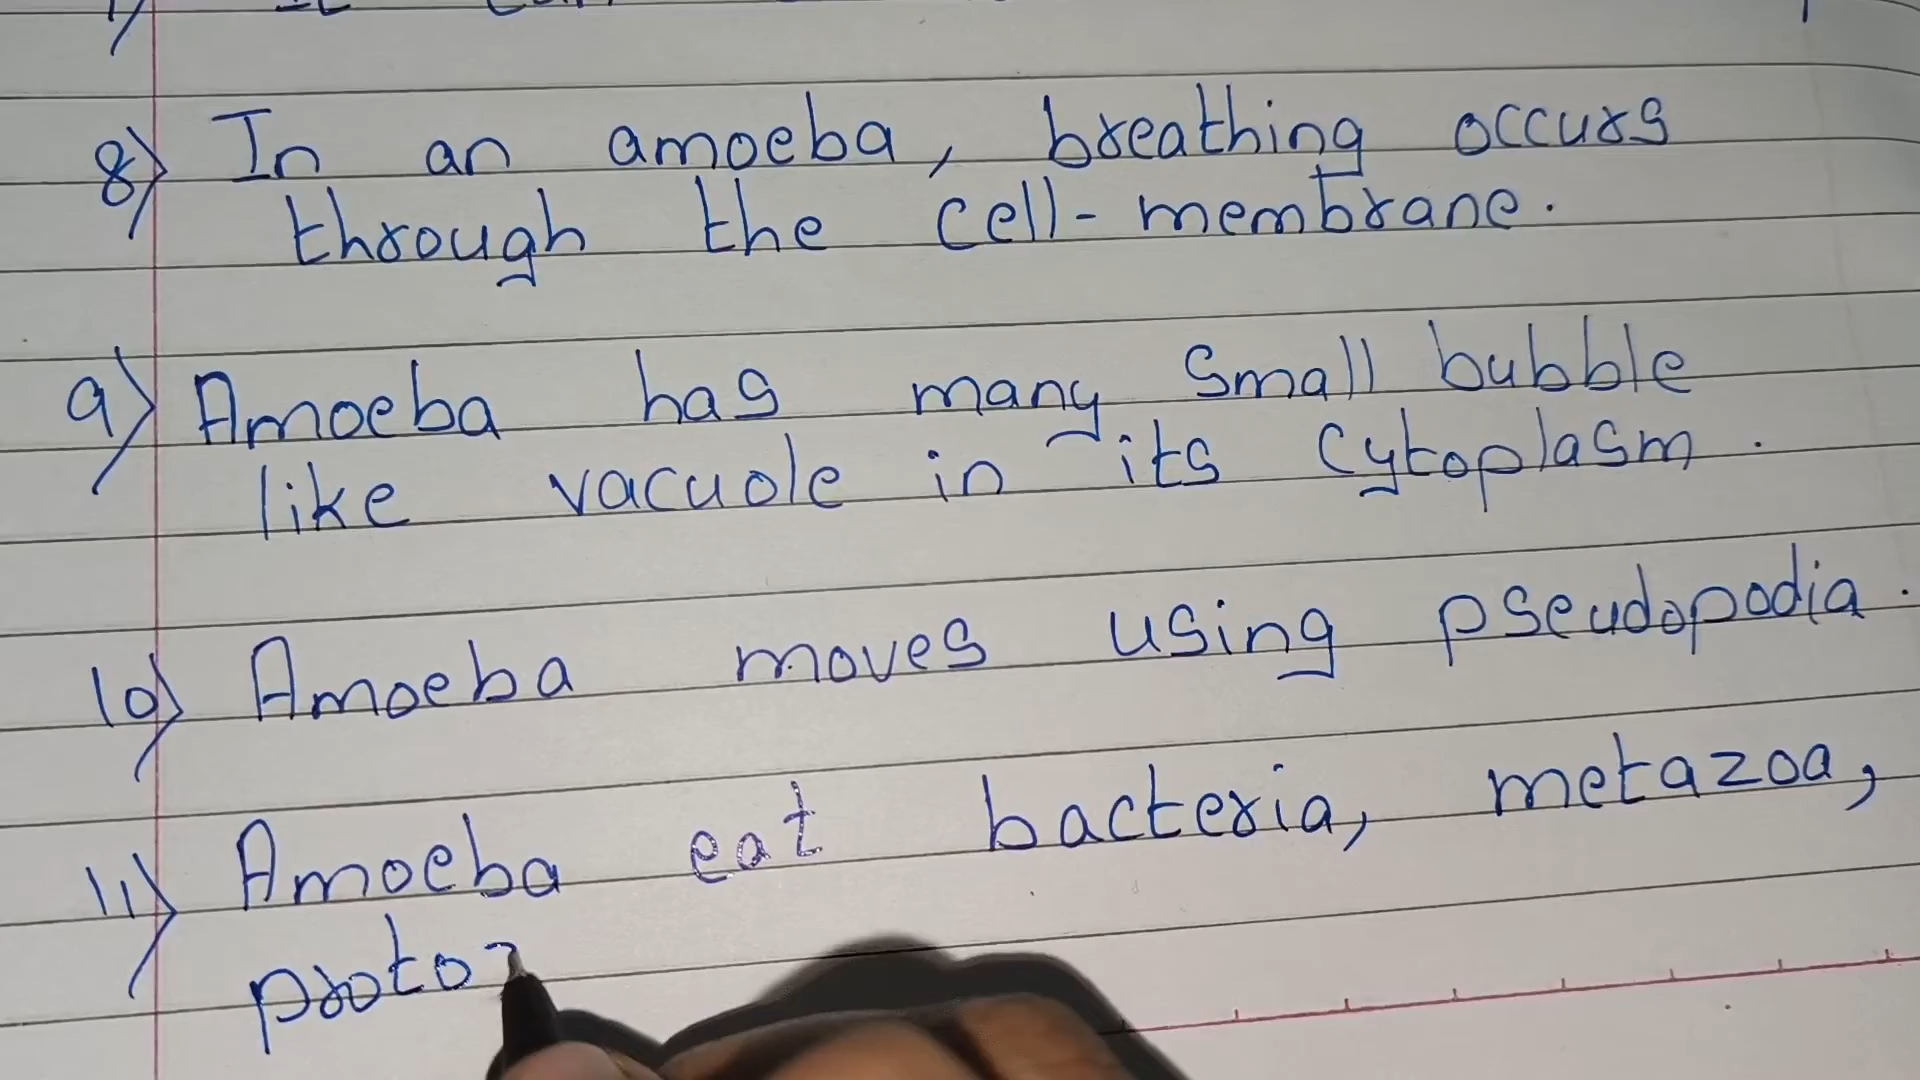 8) In an amoeba, breathing occurs
through the cell-membrane.
9) Amoeba has many small bubble
like vacuole in its cytoplasm.
10) Amoeba moves using pseudopodia.
11) Amoeba eat bacteria, metazoa,
protoz